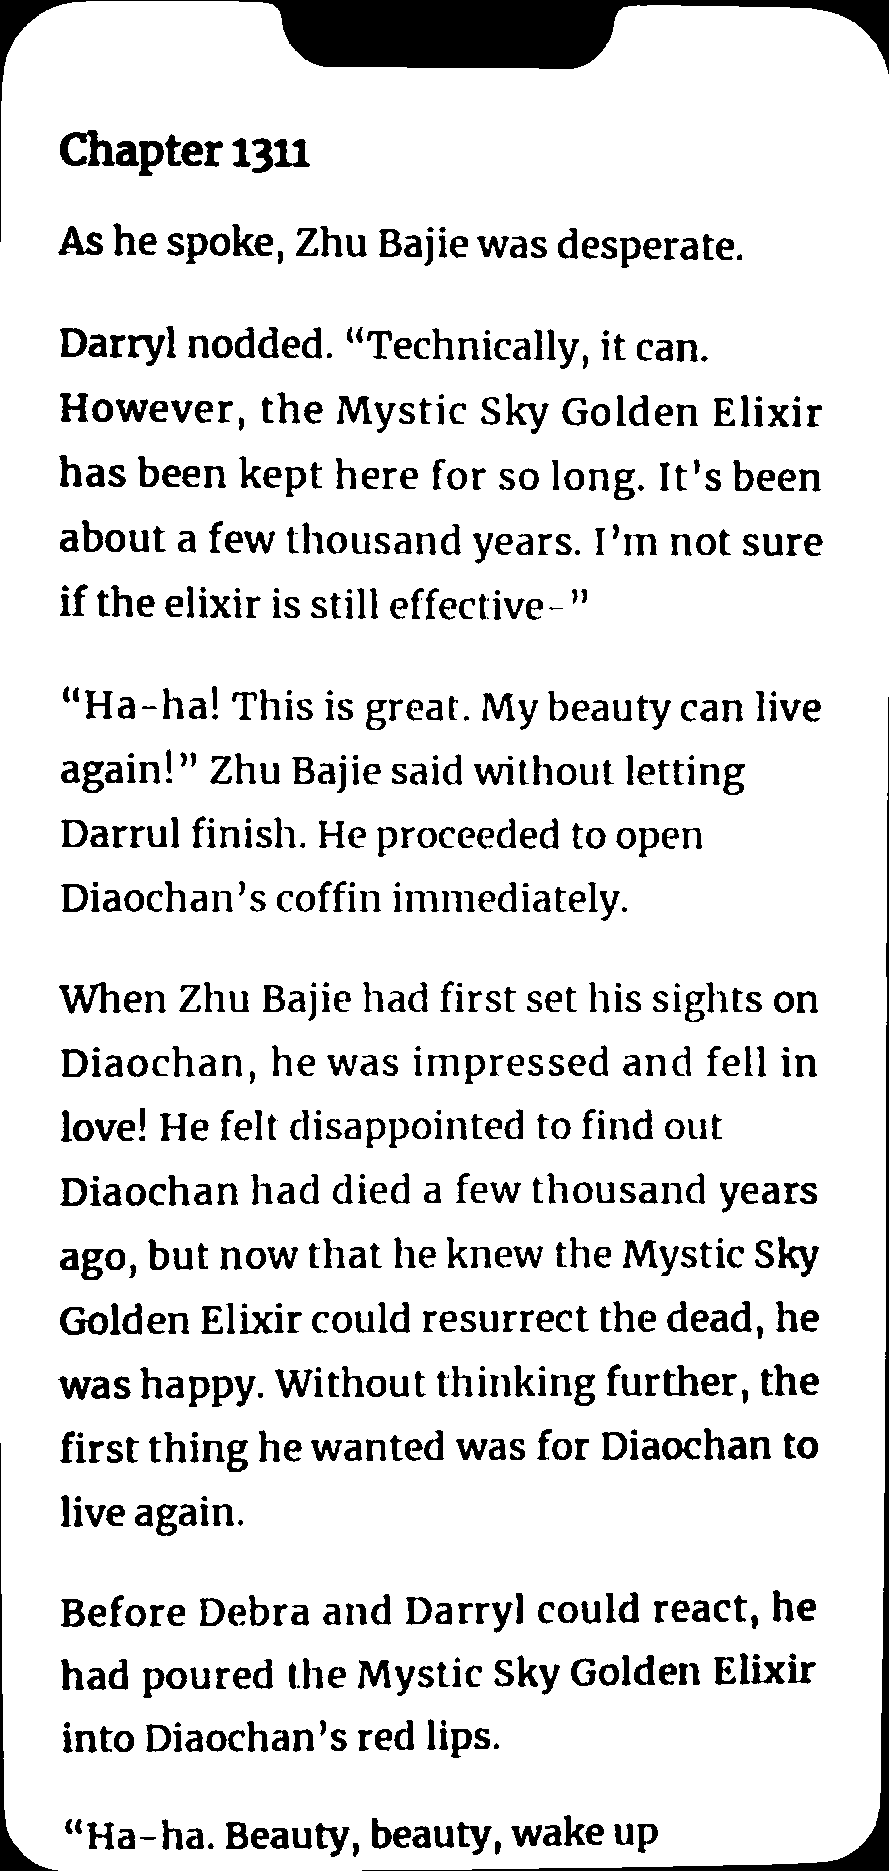 Chapter 1311
As he spoke, Zhu Bajie was desperate.
Darryl nodded. “Technically, it can.
However, the Mystic Sky Golden Elixir
has been kept here for so long. It's been
about a few thousand years. I’m not sure
if the elixir is still effective-”
“Ha-ha! This is great. My beauty can live
again!” Zhu Bajie said without letting
Darrul finish. He proceeded to open
Diaochan’s coffin immediately.
When Zhu Bajie had first set his sights on
Diaochan, he was impressed and fell in
love! He felt disappointed to find out
Diaochan had died a few thousand years
ago, but now that he knew the Mystic Sky
Golden Elixir could resurrect the dead, he
was happy. Without thinking further, the
first thing he wanted was for Diaochan to
live again.
Before Debra and Darryl could react, he
had poured the Mystic Sky Golden Elixir
into Diaochan’s red lips.
“Ha-ha. Beauty, beauty, wake up